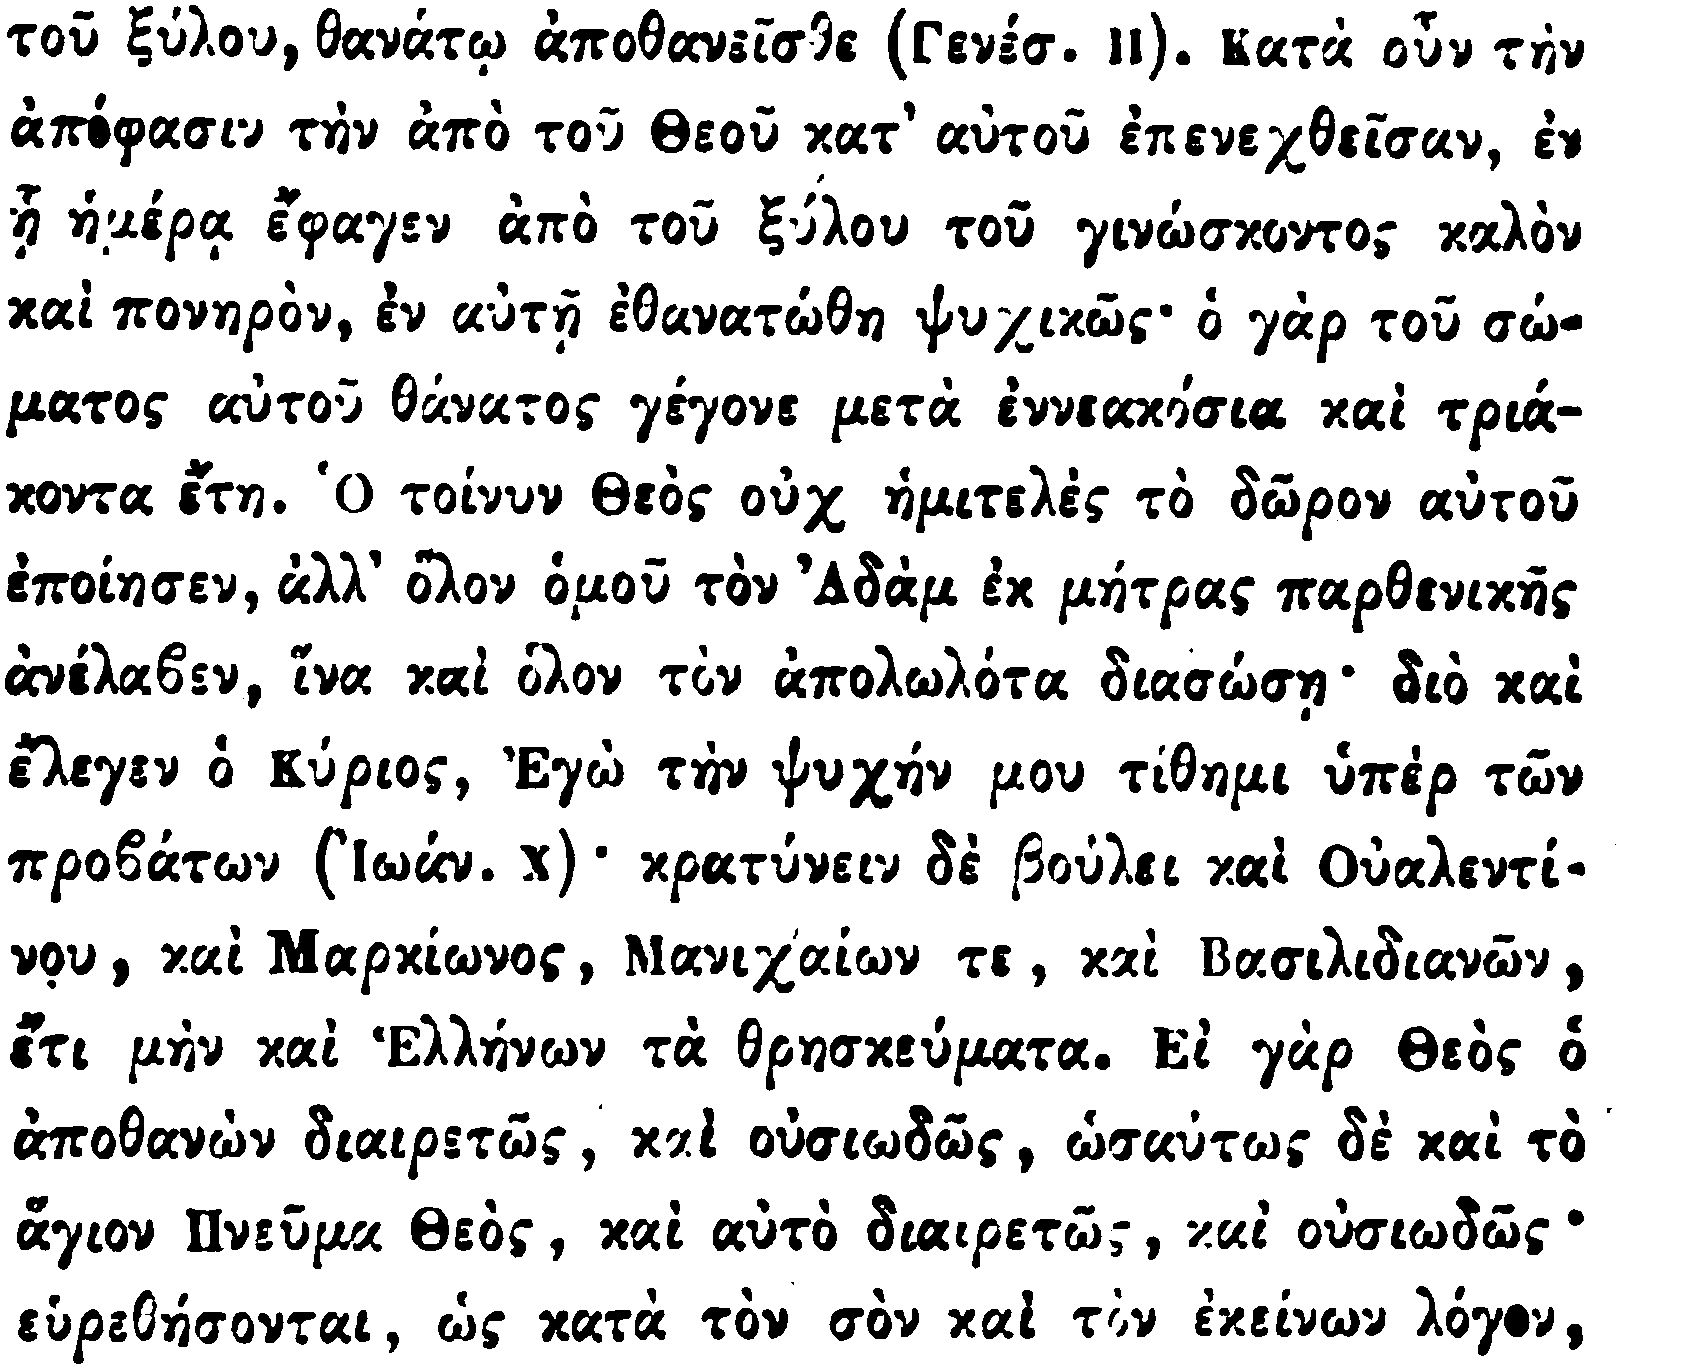 τοῦ ξύλου, θανάτῳ ἀποθανεῖσθε (Γενέσ. II). Κατὰ οὖν τὴν
ἀπόφασιν τὴν ἀπὸ τοῦ Θεοῦ κατ' αὐτοῦ ἐπενεχθεῖσαν, ἐν
ᾗ ἡμέρᾳ ἔφαγεν ἀπὸ τοῦ ξύλου τοῦ γινώσκοντος καλὸν
καὶ πονηρὸν, ἐν αὐτῇ ἐθανατώθη ψυχικῶς· ὁ γὰρ τοῦ σώ-
ματος αὐτοῦ θάνατος γέγονε μετὰ ἐννεακόσια καὶ τριά-
κοντα ἔτη. Ὁ τοίνυν Θεὸς οὐχ ἡμιτελὲς τὸ δῶρον αὐτοῦ
ἐποίησεν, ἀλλ' ὅλον ὁμοῦ τὸν Ἀδὰμ ἐκ μήτρας παρθενικῆς
ἀνέλαβεν, ἵνα καὶ ὅλον τὸν ἀπολωλότα διασώσῃ· διὸ καὶ
ἔλεγεν ὁ Κύριος, Ἐγὼ τὴν ψυχήν μου τίθημι ὑπὲρ τῶν
προβάτων (Ἰωάν. X)· κρατύνειν δὲ βούλει καὶ Οὐαλεντί-
νου, καὶ Μαρκίωνος, Μανιχαίων τε, καὶ Βασιλιδιανῶν,
ἔτι μὴν καὶ Ἑλλήνων τὰ θρησκεύματα. Εἰ γὰρ Θεὸς ὁ
ἀποθανὼν διαιρετῶς, καὶ οὐσιωδῶς, ὡσαύτως δὲ καὶ τὸ
ἅγιον Πνεῦμα Θεὸς, καὶ αὐτὸ διαιρετῶς, καὶ οὐσιωδῶς·
εὑρεθήσονται, ὡς κατὰ τὸν σὸν καὶ τὸν ἐκείνων λόγον,